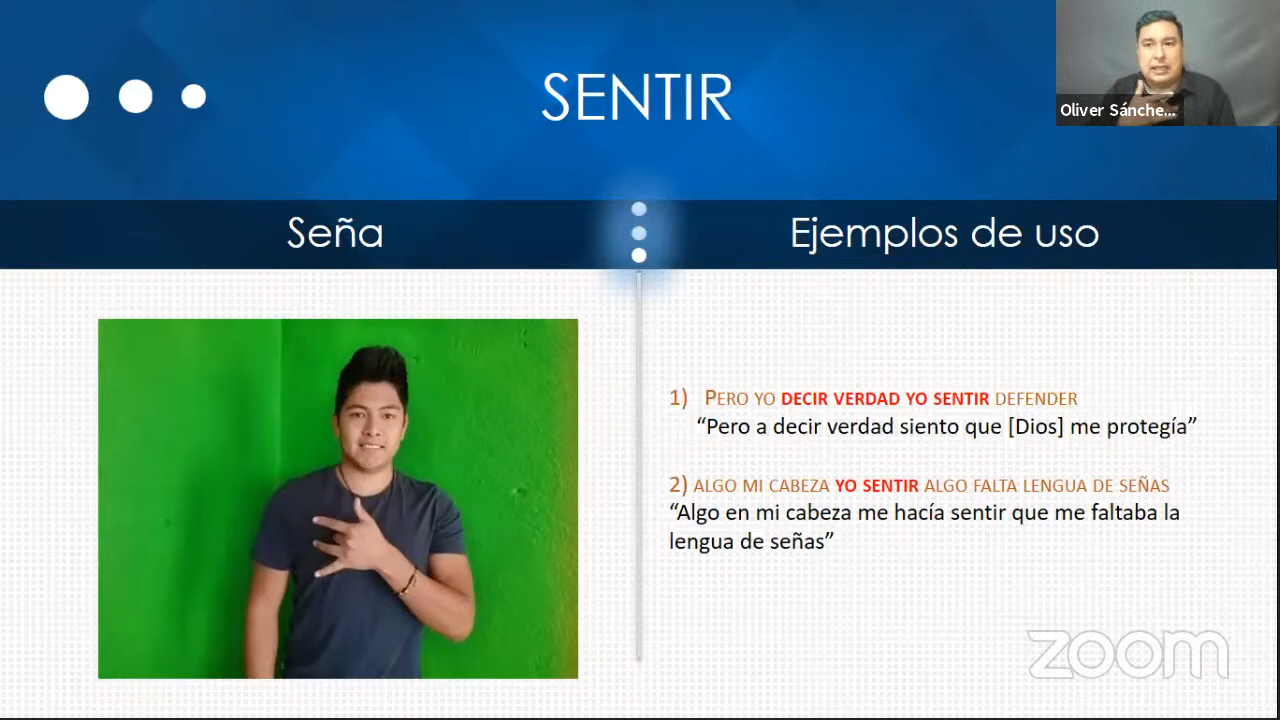 SENTIR
Oliver Sánche...
Seña
Ejemplos de uso
1) PERO YO DECIR VERDAD YO SENTIR DEFENDER
“Pero a decir verdad siento que [Dios] me protegía”
2) ALGO MI CABEZA YO SENTIR ALGO FALTA LENGUA DE SEÑAS
“Algo en mi cabeza me hacía sentir que me faltaba la
lengua de señas”
zoom